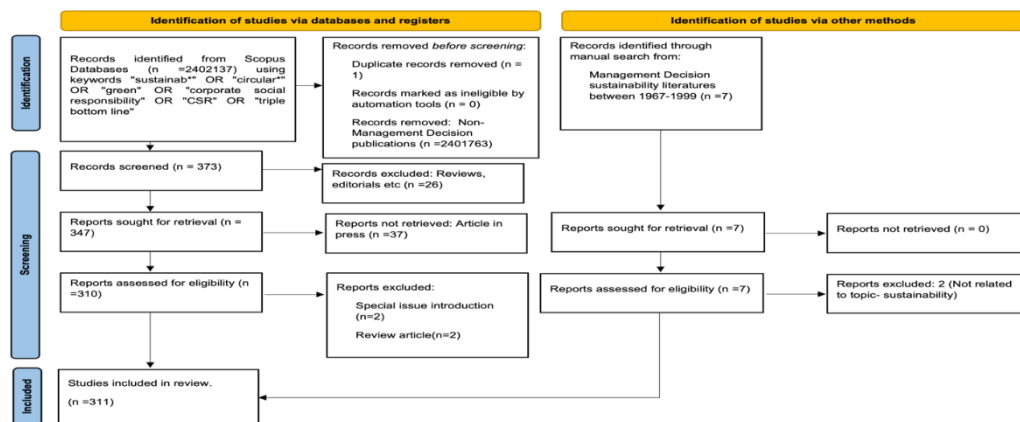 Identification of studies via databases and registers
Identification of studies via other methods
Identification
Records identified from Scopus
Databases (n =2402137) using
keywords "sustainab*" OR "circular*"
OR "green" OR "corporate social
responsibility" OR "CSR" OR "triple
bottom line"
Records removed before screening:
Duplicate records removed (n =
1)
Records marked as ineligible by
automation tools (n = 0)
Records removed: Non-
Management Decision
publications (n =2401763)
Records identified through
manual search from:
Management Decision
sustainability literatures
between 1967-1999 (n =7)
Screening
Records screened (n = 373)
Records excluded: Reviews,
editorials etc (n =26)
Reports sought for retrieval (n =
347)
Reports not retrieved: Article in
press (n =37)
Reports sought for retrieval (n =7)
Reports not retrieved (n = 0)
Reports assessed for eligibility (n
=310)
Reports excluded:
Special issue introduction
(n=2)
Review article(n=2)
Reports assessed for eligibility (n =7)
Reports excluded: 2 (Not related
to topic- sustainability)
Included
Studies included in review.
(n =311)